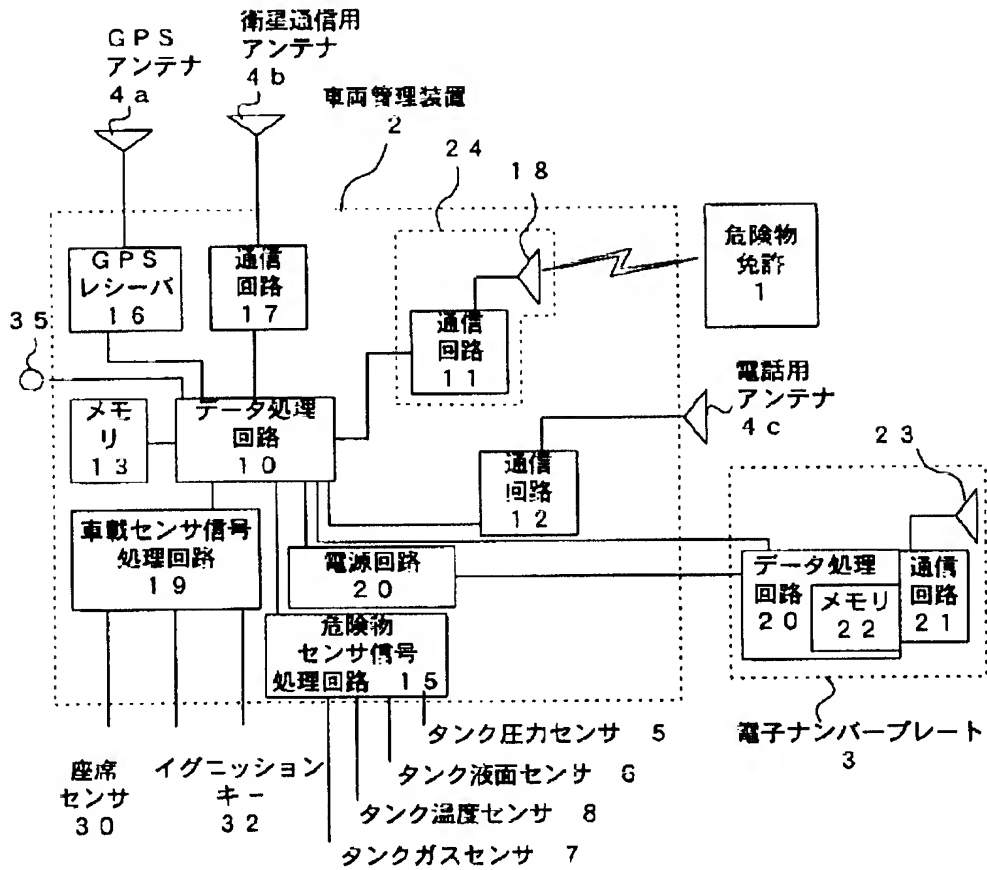 GPS
アンテナ
4a
衛星通信用
アンテナ
4b
車両管理装置
2
24
18
危険物
免許
1
GPS
レシーバ
16
通信
回路
17
通信
回路
11
35
メモ
リ
13
データ処理
回路
10
電話用
アンテナ
4c
通信
回路
12
23
車載センサ信号
処理回路
19
電源回路
20
データ処理
回路
20
メモリ
22
通信
回路
21
危険物
センサ信号
処理回路 15
タンク圧力センサ 5
電子ナンバープレート
3
座席
センサ
30
イグニッション
キー
32
タンク液面センサ 6
タンク温度センサ 8
タンクガスセンサ 7